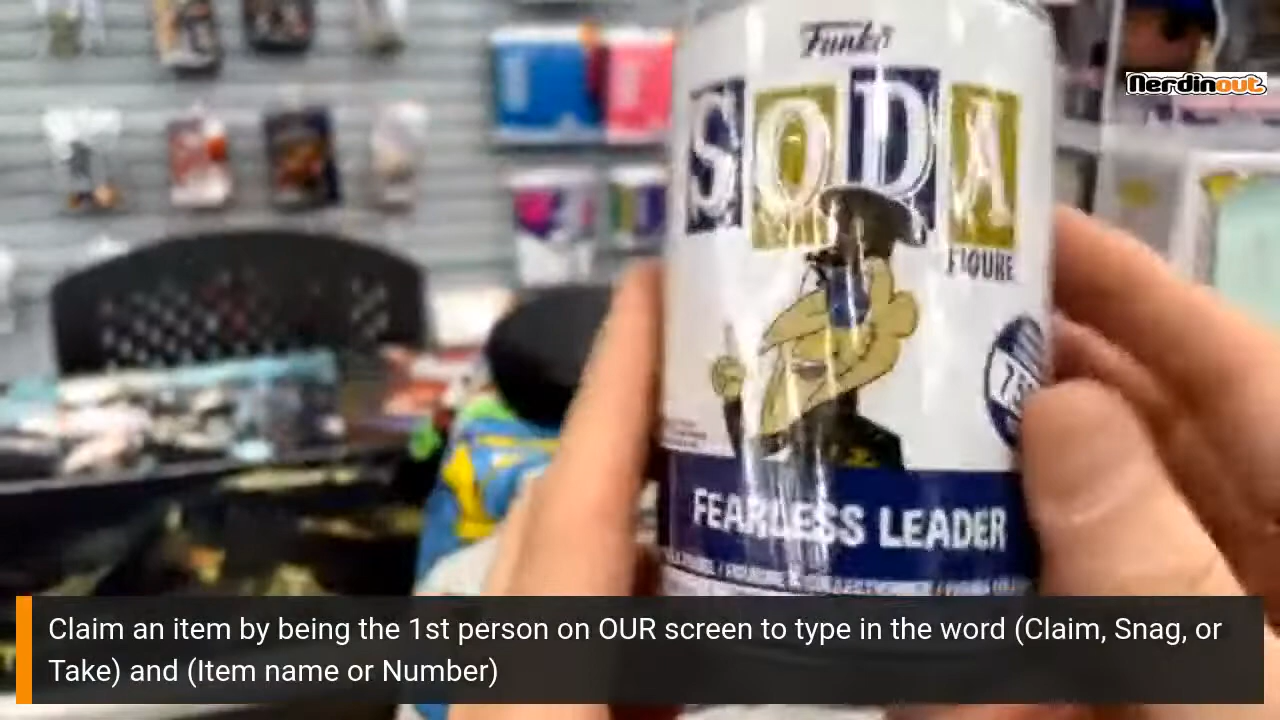 Funko
Nerdinout
SODA
FIGURE
FEARLESS LEADER
Claim an item by being the 1st person on OUR screen to type in the word (Claim, Snag, or
Take) and (Item name or Number)